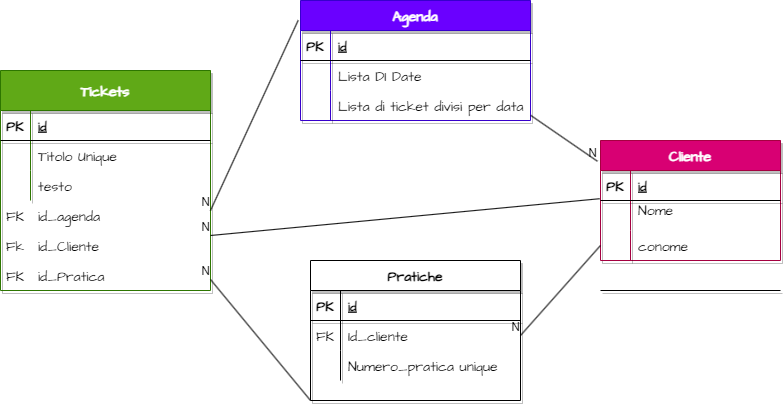 Agenda
PK id
Lista DI Date
Lista di ticket divisi per data
Tickets
PK id
Titolo Unique
testo
FK id_agenda
Fk id_Cliente
FK id_Pratica
N
N
N
N
Cliente
PK id
Nome
conome
Pratiche
PK id
FK Id_cliente
Numero_pratica unique
N